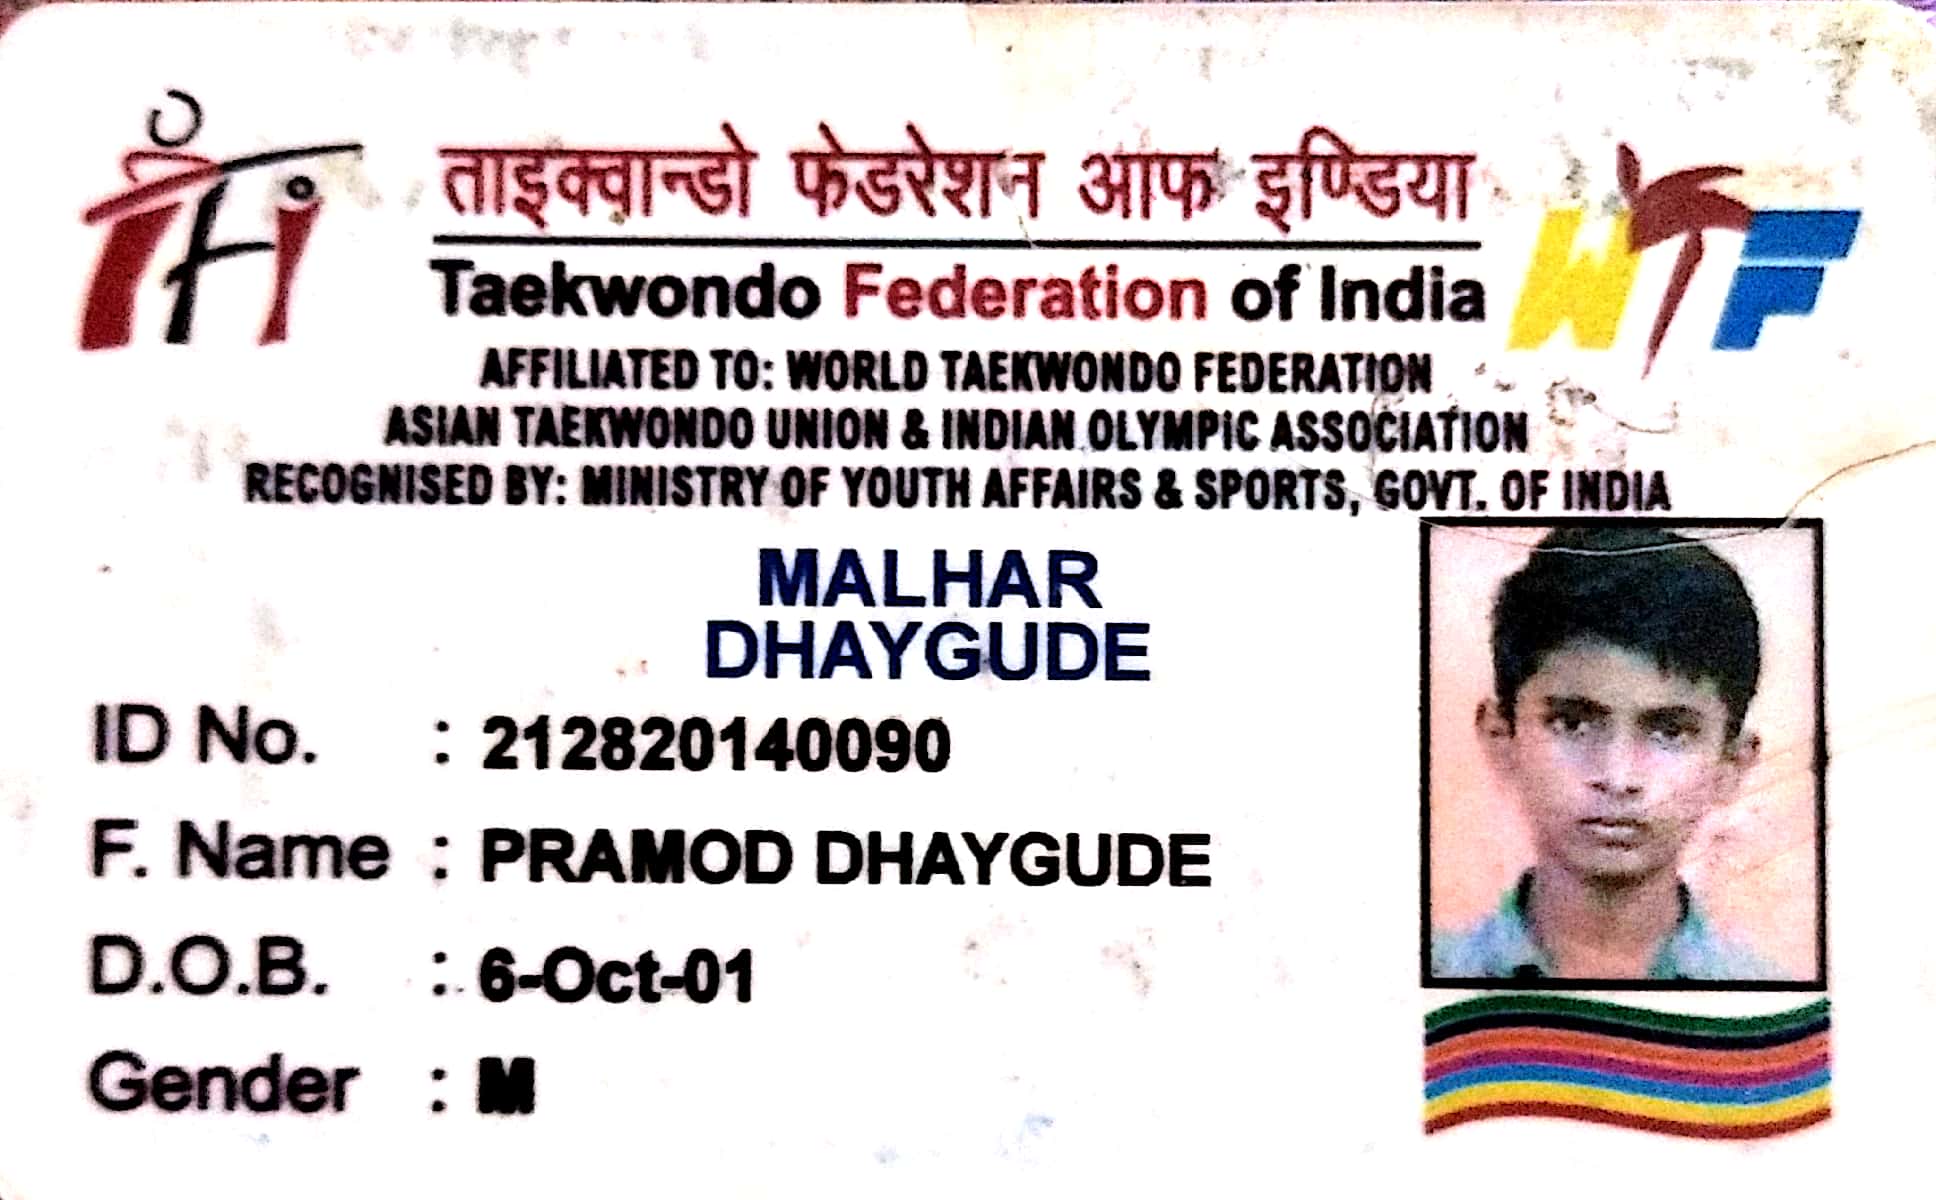 TFI
ताइक्वान्डो फेडरेशन आफ इण्डिया
WTF
Taekwondo Federation of India
AFFILIATED TO: WORLD TAEKWONDO FEDERATION
ASIAN TAEKWONDO UNION & INDIAN OLYMPIC ASSOCIATION
RECOGNISED BY: MINISTRY OF YOUTH AFFAIRS & SPORTS, GOVT. OF INDIA
MALHAR
DHAYGUDE
ID No. : 212820140090
F. Name : PRAMOD DHAYGUDE
D.O.B. : 6-Oct-01
Gender : M